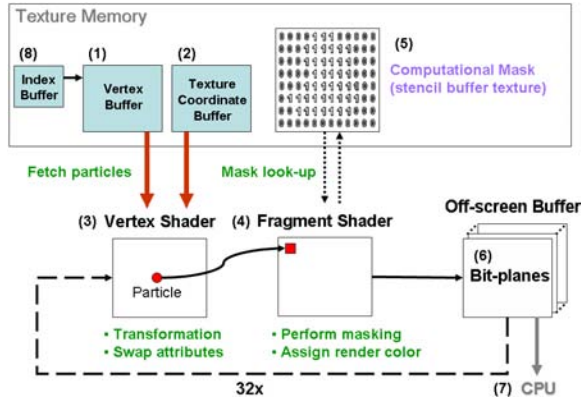 Texture Memory
(8)
Index
Buffer
(1)
Vertex
Buffer
(2)
Texture
Coordinate
Buffer
(5)
Computational Mask
(stencil buffer texture)
Fetch particles
Mask look-up
(3) Vertex Shader
(4) Fragment Shader
Off-screen Buffer
Particle
(6)
Bit-planes
• Transformation
• Swap attributes
• Perform masking
• Assign render color
32x
(7) CPU